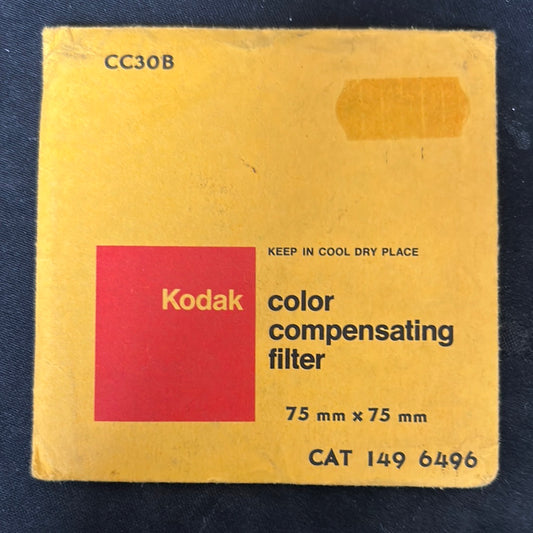 CC30B
KEEP IN COOL DRY PLACE
Kodak
color
compensating
filter
75 mm x 75 mm
CAT 149 6496